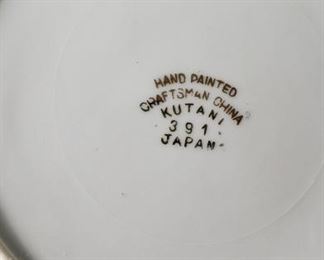 HAND PAINTED
CRAFTSMAN CHINA
KUTANI
391
JAPAN